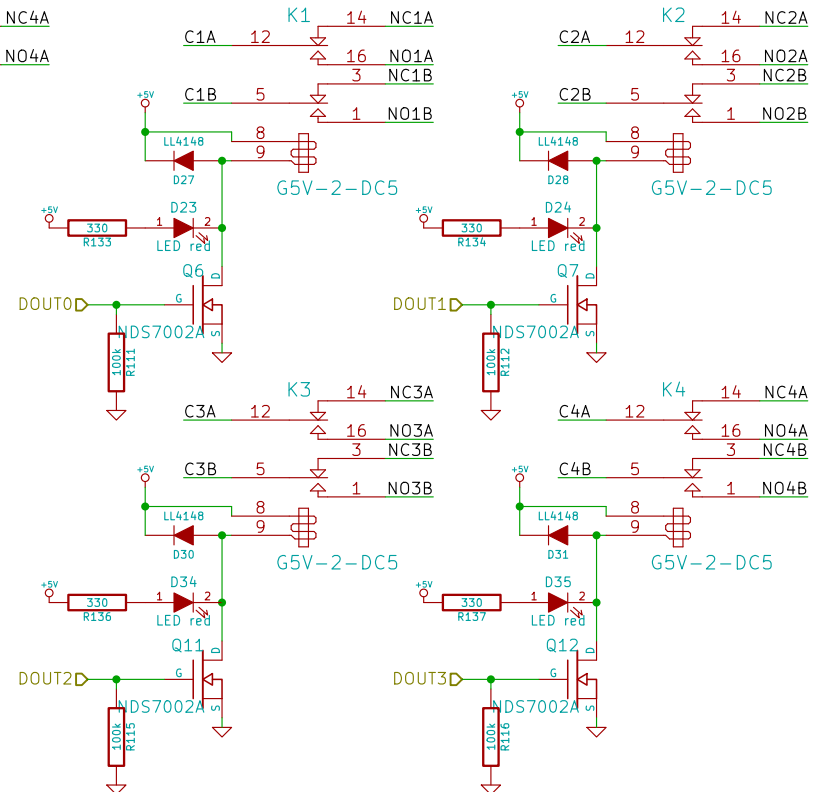 NC4A
NO4A
K1
14 NC1A
C1A 12
16 NO1A
3 NC1B
C1B 5
1 NO1B
+5V
LL4148
8
9
D27
G5V-2-DC5
+5V
330
R133
D23
1 2
LED red
Q6
D
G
S
DOUT0
NDS7002A
100k
R111
K2
14 NC2A
C2A 12
16 NO2A
3 NC2B
C2B 5
1 NO2B
+5V
LL4148
8
9
D28
G5V-2-DC5
+5V
330
R134
D24
1 2
LED red
Q7
D
G
S
DOUT1
NDS7002A
100k
R112
K3
14 NC3A
C3A 12
16 NO3A
3 NC3B
C3B 5
1 NO3B
+5V
LL4148
8
9
D30
G5V-2-DC5
+5V
330
R136
D34
1 2
LED red
Q11
D
G
S
DOUT2
NDS7002A
100k
R115
K4
14 NC4A
C4A 12
16 NO4A
3 NC4B
C4B 5
1 NO4B
+5V
LL4148
8
9
D31
G5V-2-DC5
+5V
330
R137
D35
1 2
LED red
Q12
D
G
S
DOUT3
NDS7002A
100k
R116